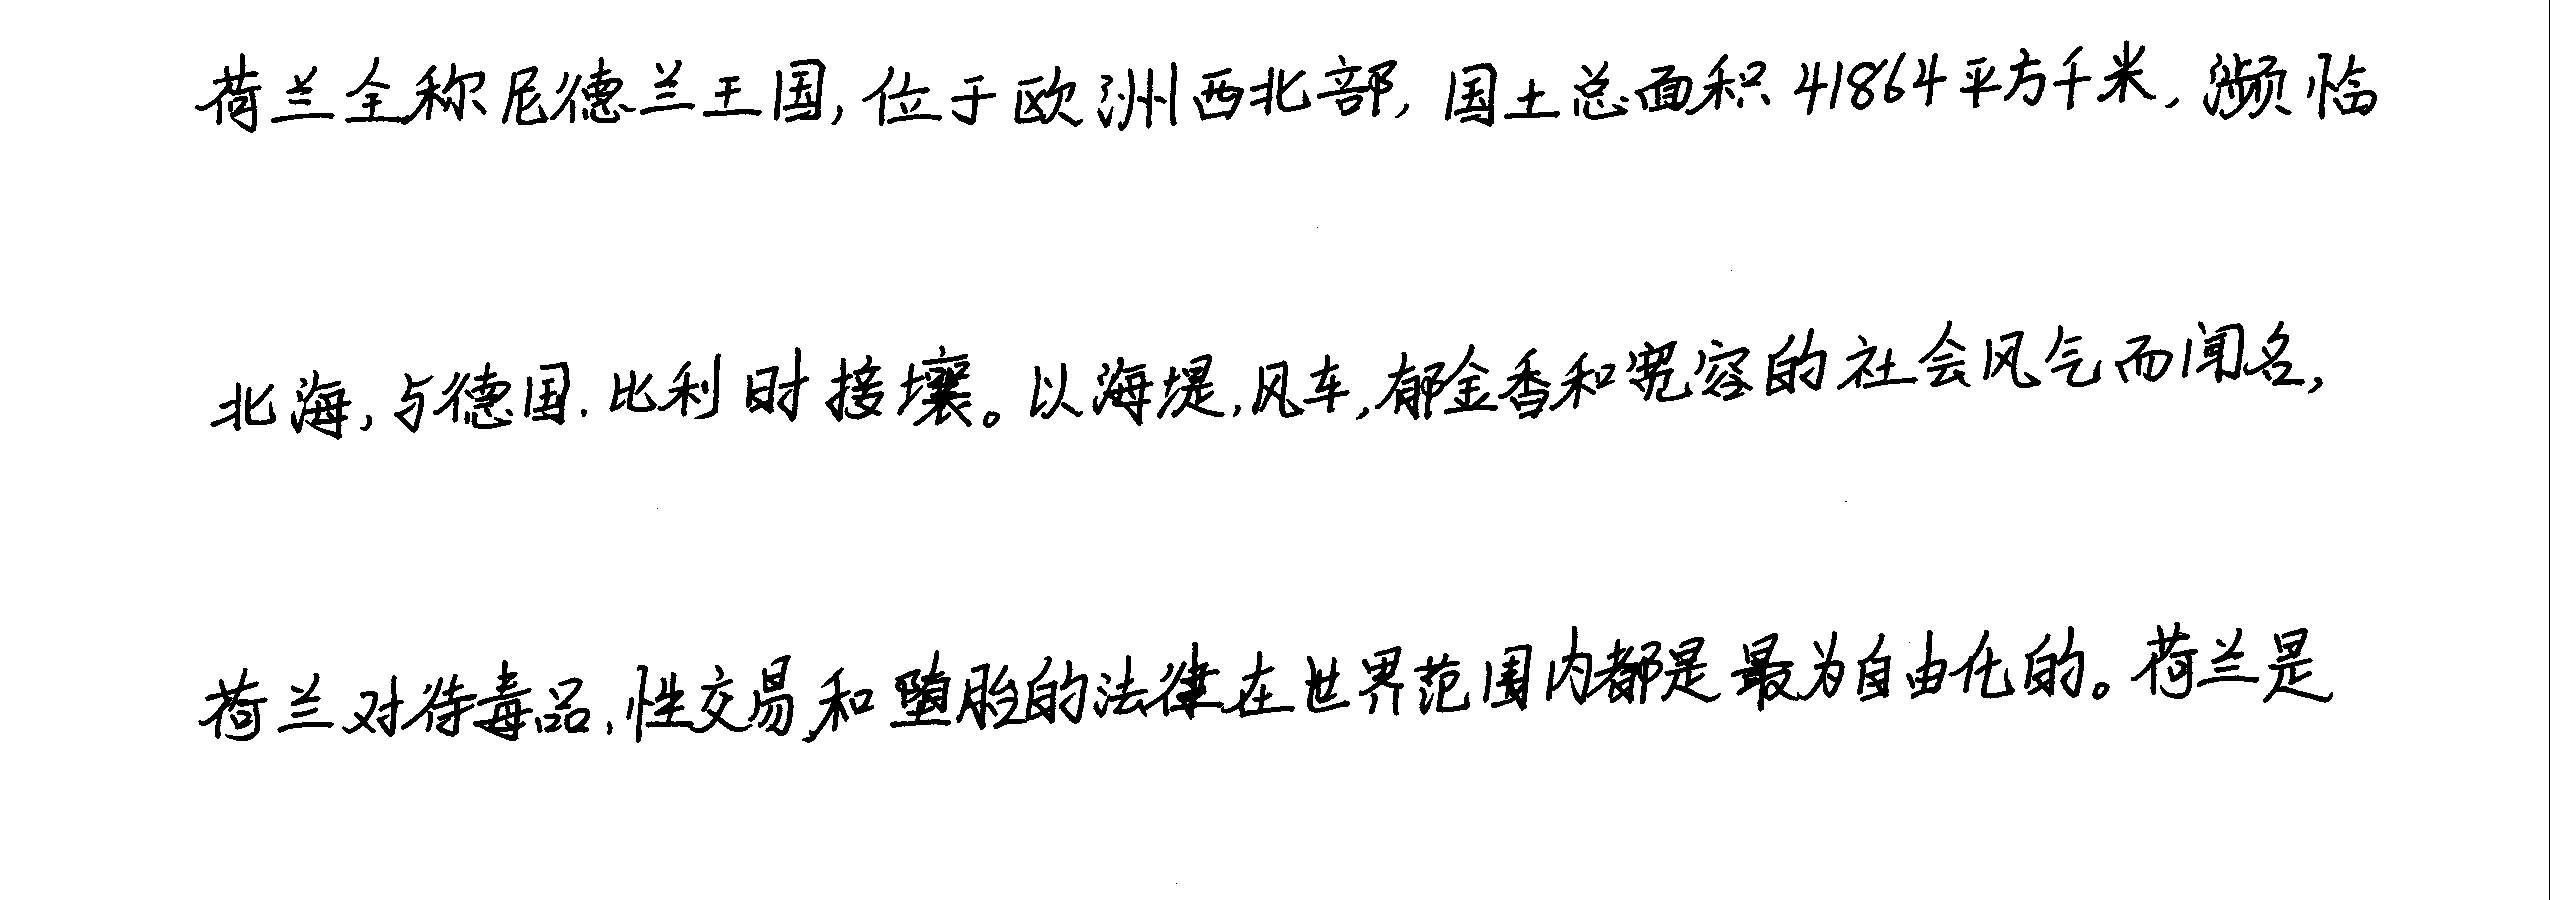 荷兰全称尼德兰王国,位于欧洲西北部,国土总面积41864平方千米,濒临
北海,与德国.比利时接壤。以海堤,风车,郁金香和宽容的社会风气而闻名,
荷兰对待毒品,性交易,和堕胎的法律在世界范围内都是最为自由化的。荷兰是